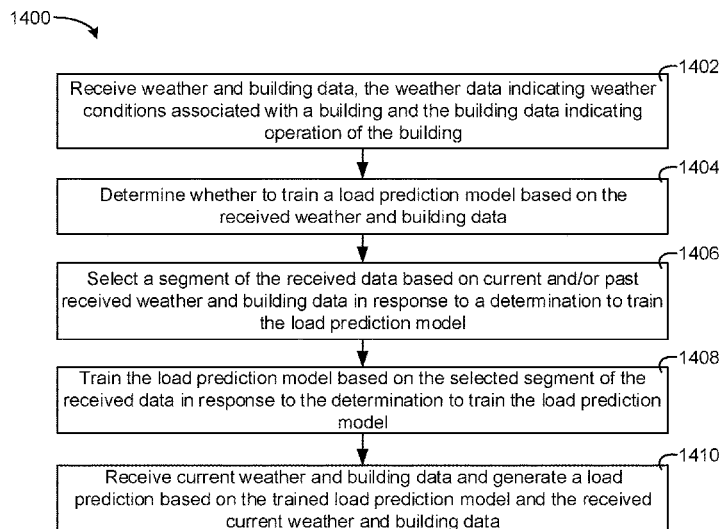 1400
1402
Receive weather and building data, the weather data indicating weather
conditions associated with a building and the building data indicating
operation of the building
1404
Determine whether to train a load prediction model based on the
received weather and building data
1406
Select a segment of the received data based on current and/or past
received weather and building data in response to a determination to train
the load prediction model
1408
Train the load prediction model based on the selected segment of the
received data in response to the determination to train the load prediction
model
1410
Receive current weather and building data and generate a load
prediction based on the trained load prediction model and the received
current weather and building data